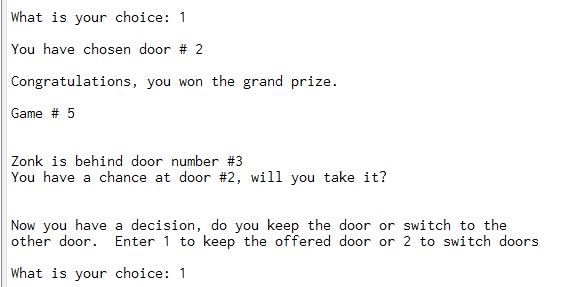 What is your choice: 1
You have chosen door # 2
Congratulations, you won the grand prize.
Game # 5
Zonk is behind door number #3
You have a chance at door #2, will you take it?
Now you have a decision, do you keep the door or switch to the
other door.  Enter 1 to keep the offered door or 2 to switch doors
What is your choice: 1